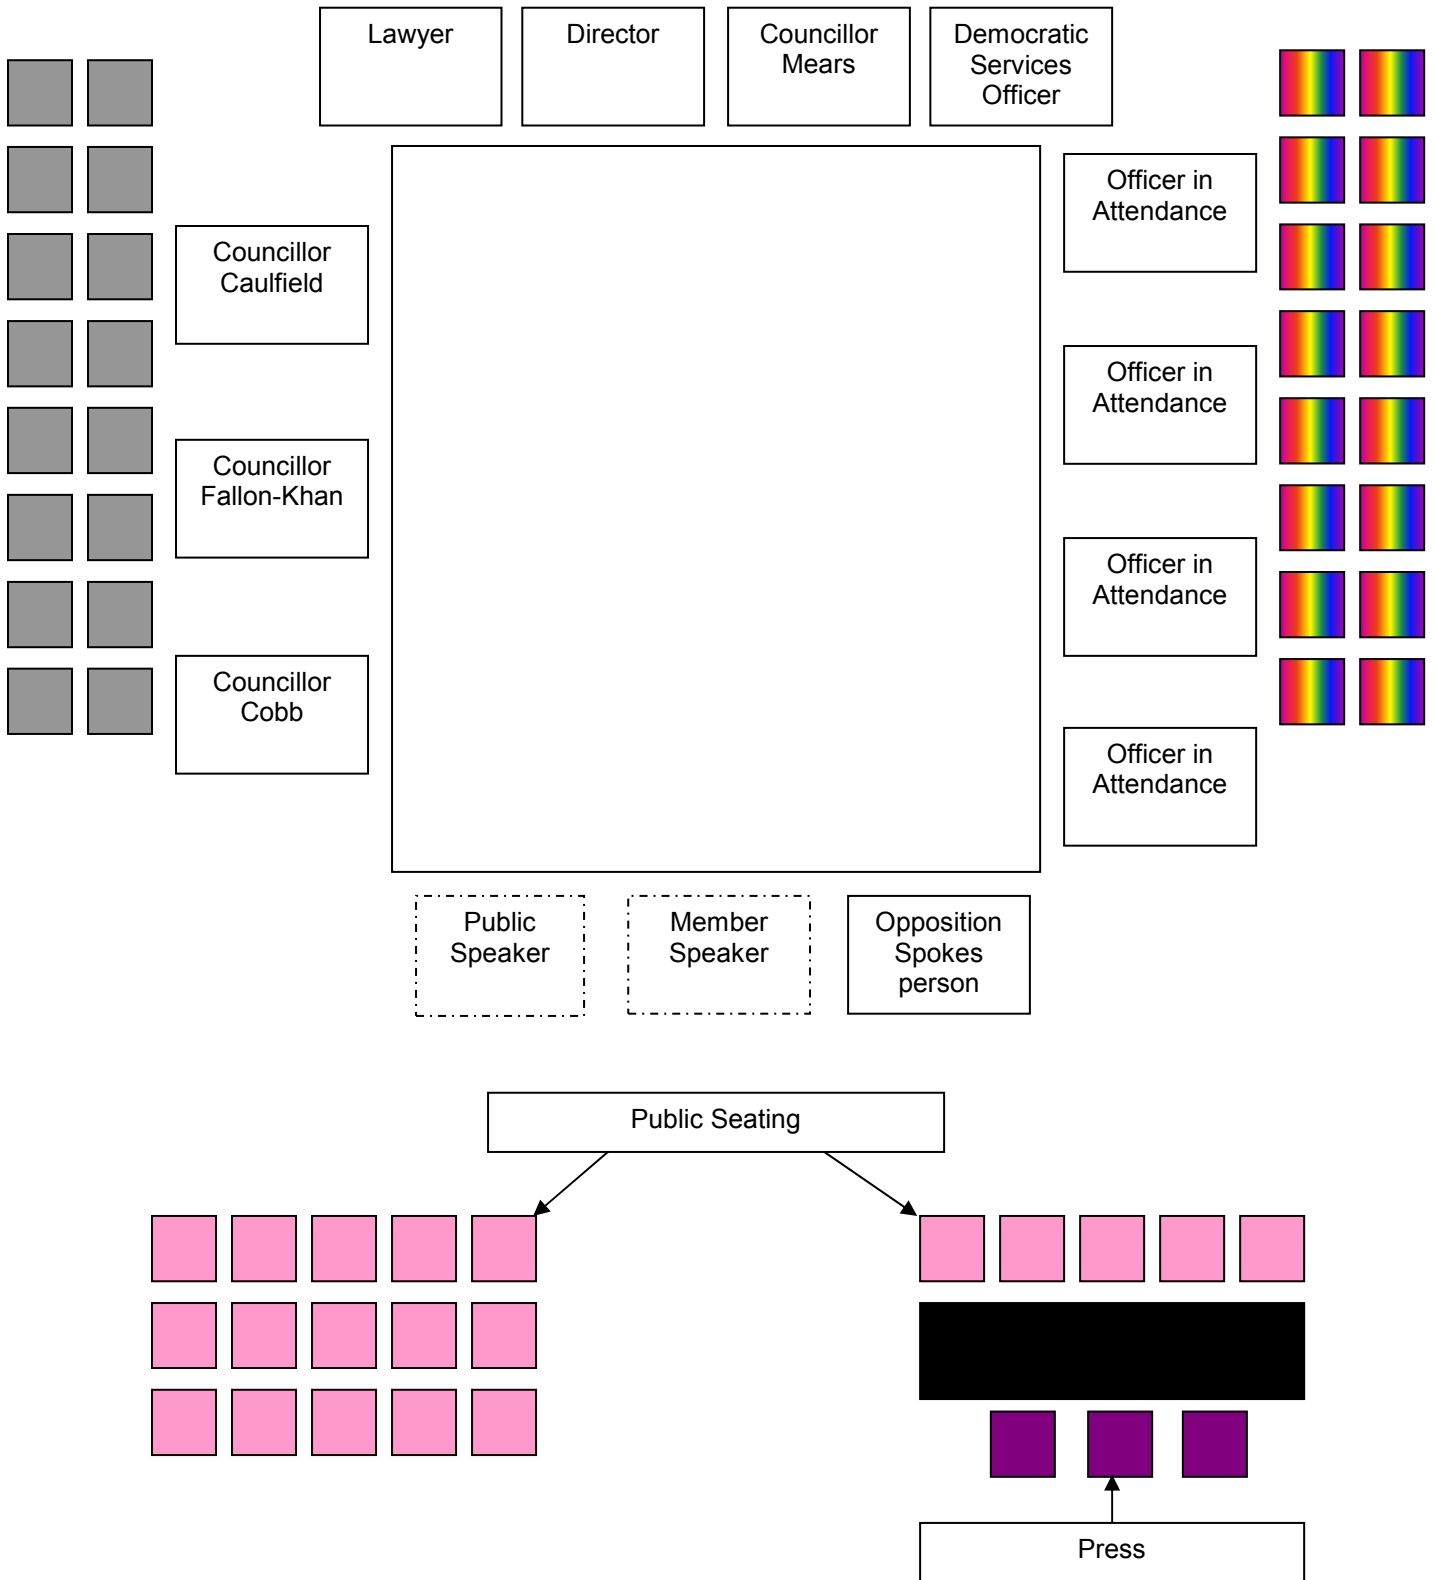 Lawyer
Director
Councillor
Mears
Democratic
Services
Officer
Officer in
Attendance
Councillor
Caulfield
Officer in
Attendance
Councillor
Fallon-Khan
Officer in
Attendance
Councillor
Cobb
Officer in
Attendance
Public
Speaker
Member
Speaker
Opposition
Spokes
person
Public Seating
Press